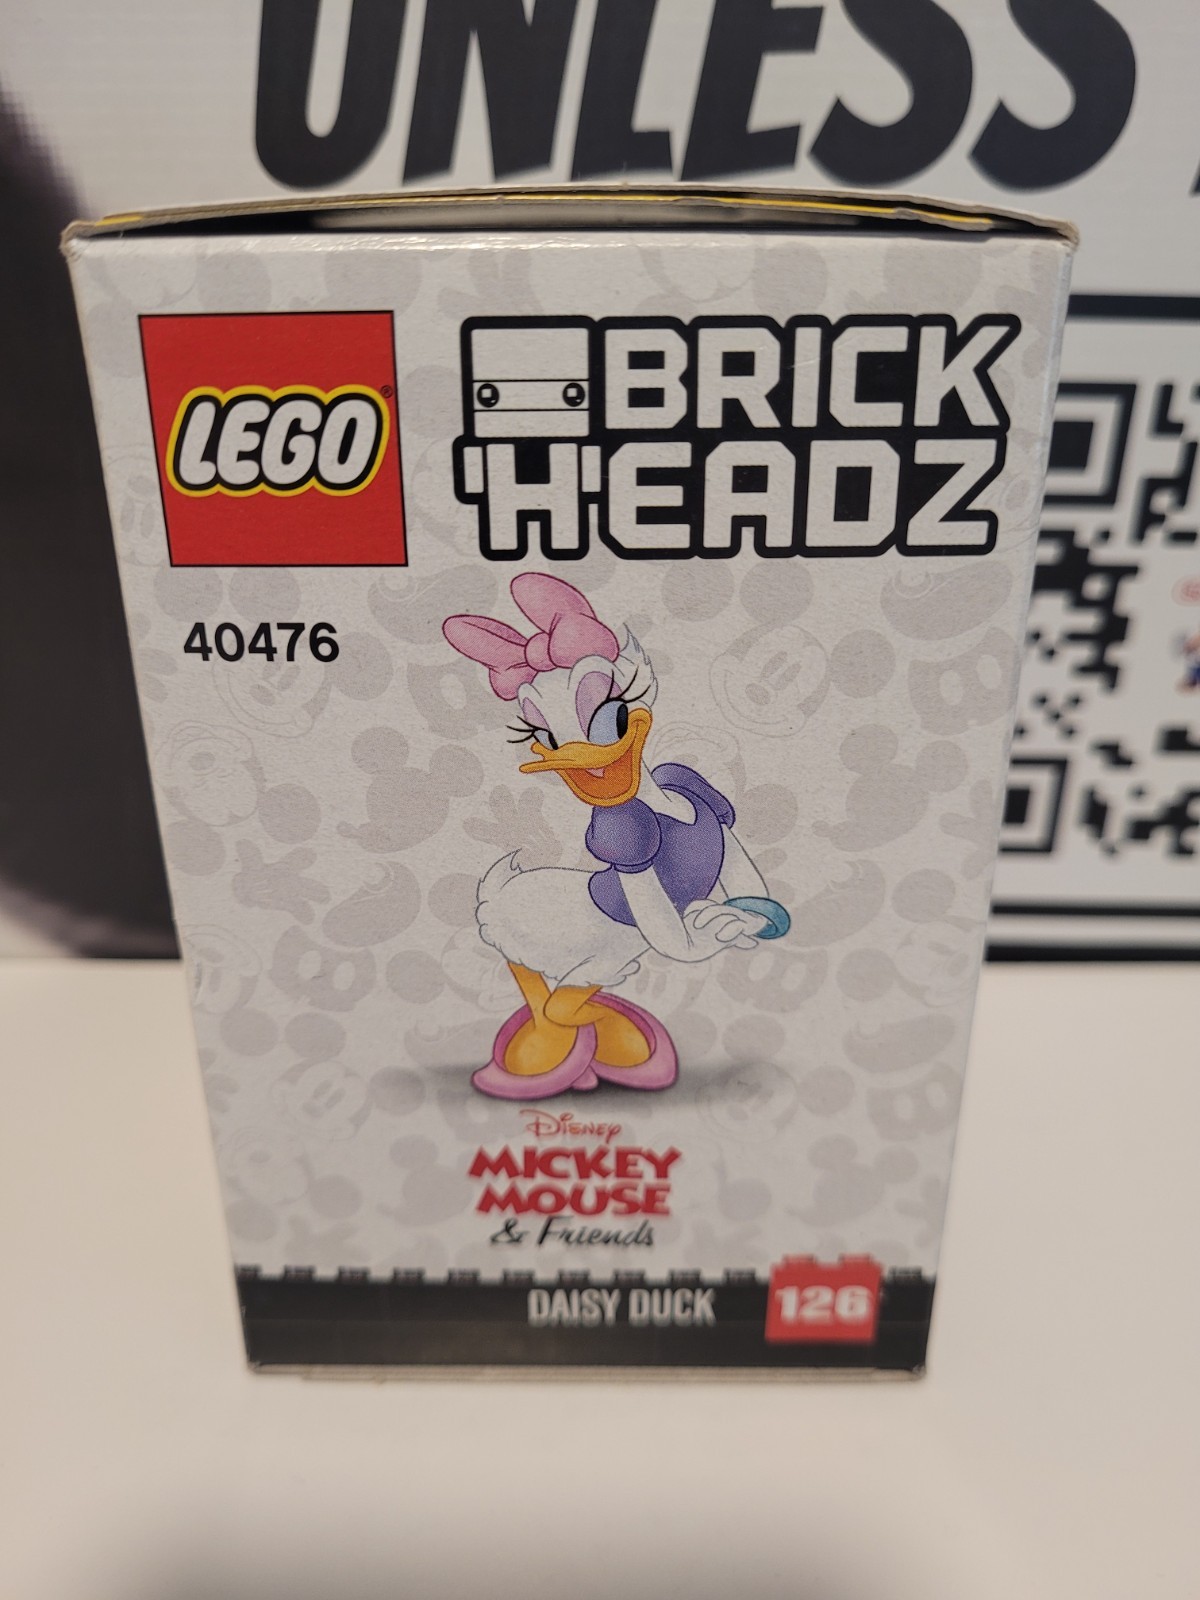 UNLESS
LEGO®
BRICK
HEADZ
40476
Disney
MICKEY
MOUSE
& Friends
DAISY DUCK
126